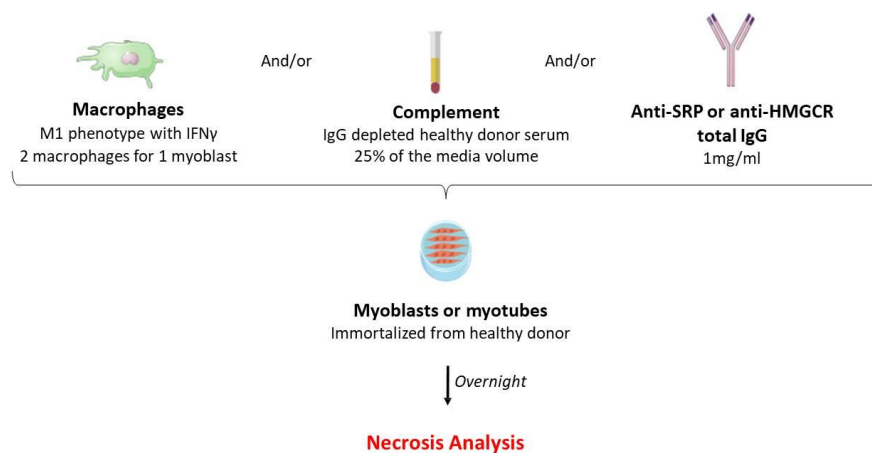 And/or
And/or
Macrophages
M1 phenotype with IFNγ
2 macrophages for 1 myoblast
Complement
IgG depleted healthy donor serum
25% of the media volume
Anti-SRP or anti-HMGCR
total IgG
1mg/ml
Myoblasts or myotubes
Immortalized from healthy donor
Overnight
Necrosis Analysis